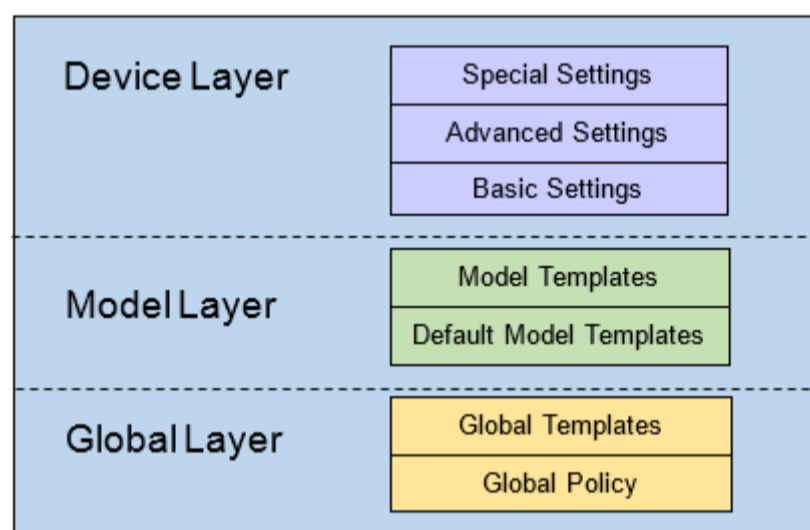 Device Layer
Special Settings
Advanced Settings
Basic Settings
Model Layer
Model Templates
Default Model Templates
Global Layer
Global Templates
Global Policy